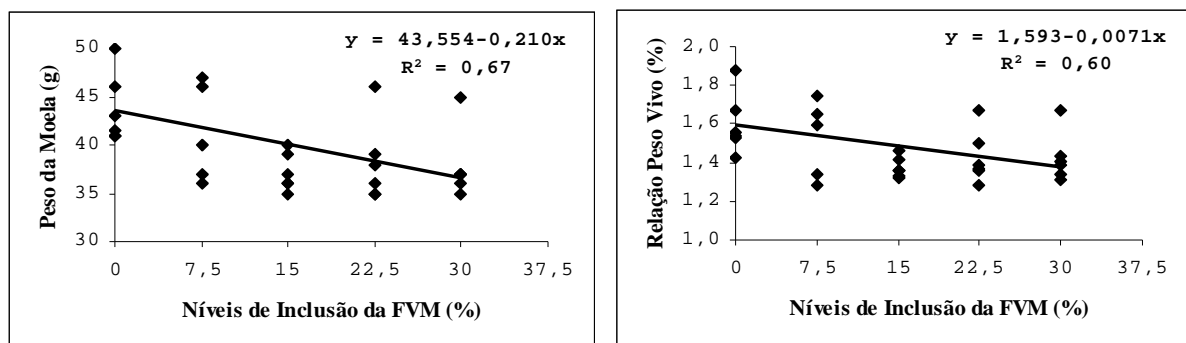 y = 43,554-0,210x
R² = 0,67
Peso da Moela (g)
50
45
40
35
30
0 7,5 15 22,5 30 37,5
Níveis de Inclusão da FVM (%)
y = 1,593-0,0071x
R² = 0,60
Relação Peso Vivo (%)
2,0
1,8
1,6
1,4
1,2
1,0
0 7,5 15 22,5 30 37,5
Níveis de Inclusão da FVM (%)